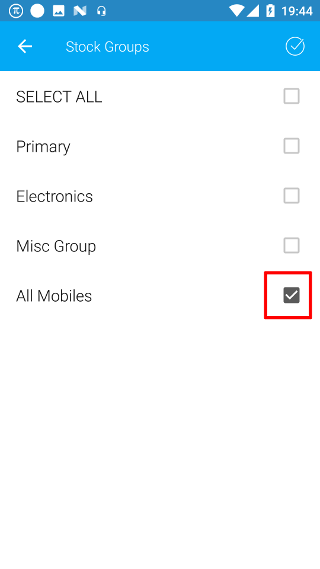 19:44
Stock Groups
SELECT ALL
Primary
Electronics
Misc Group
All Mobiles